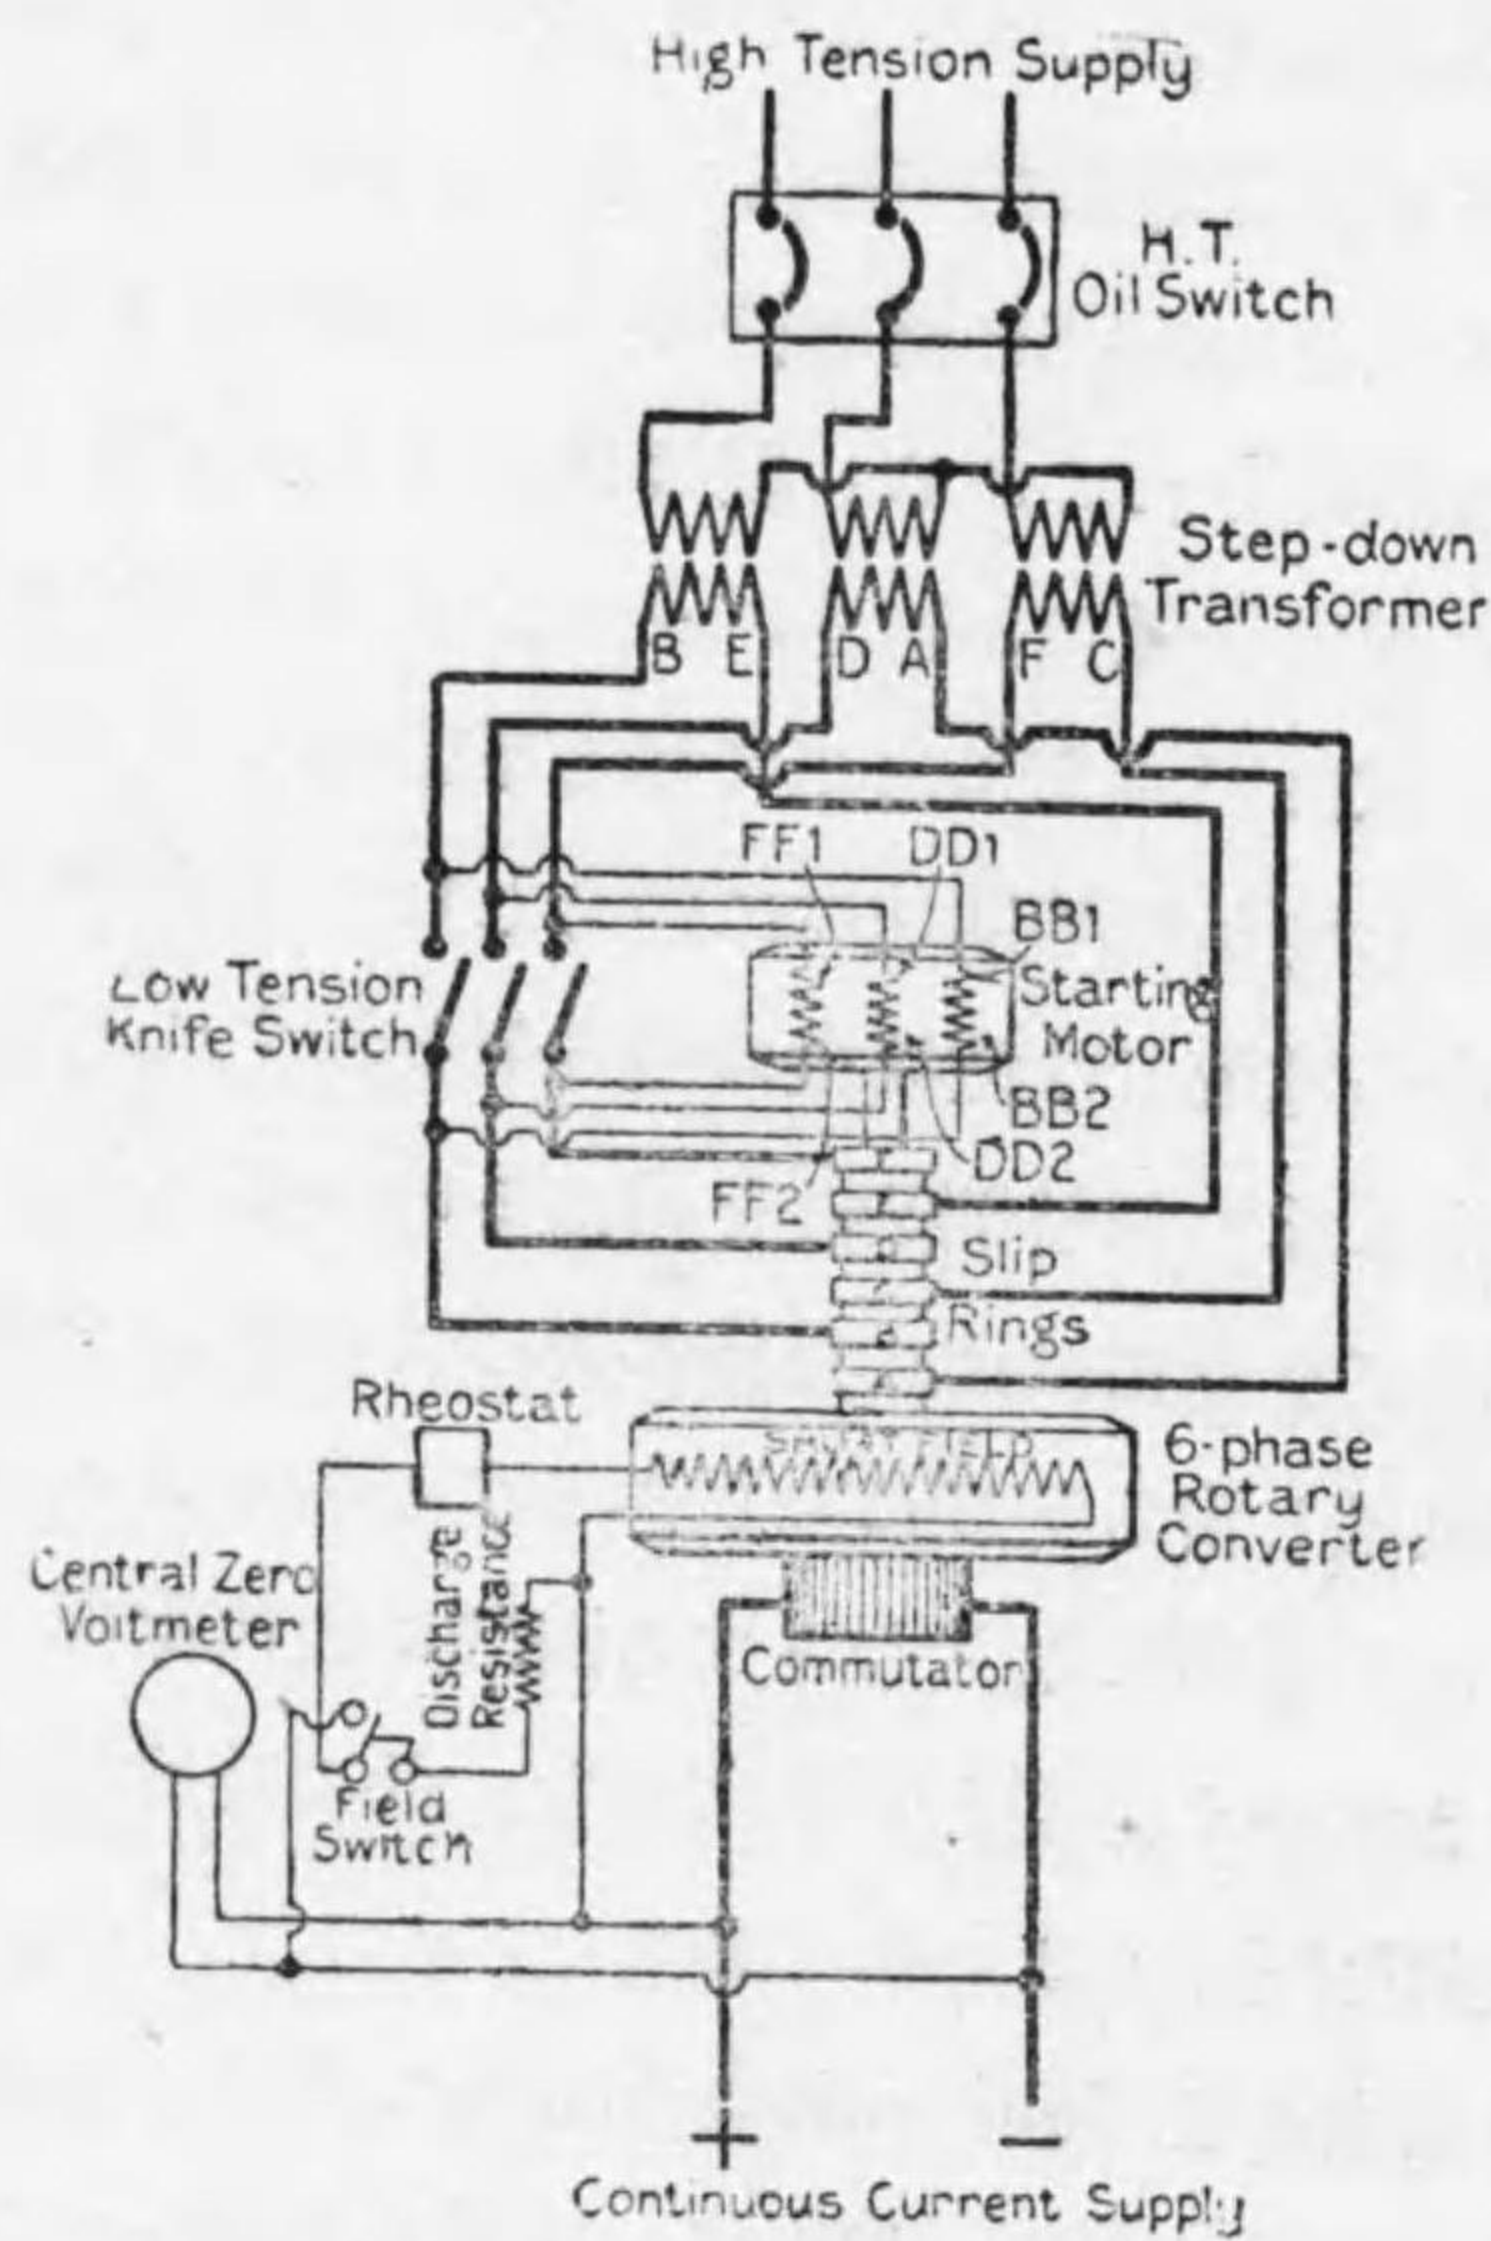 High Tension Supply
H.T.
Oil Switch
Step-down
Transformer
B E D A F C
FF1 DD1
BB1
Starting
Motor
Low Tension
Knife Switch
BB2
DD2
FF2
Slip
Rings
Rheostat
SHUNT FIELD
6-phase
Rotary
Converter
Discharge
Resistance
Central Zero
Voltmeter
Commutator
Field
Switch
+ −
Continuous Current Supply